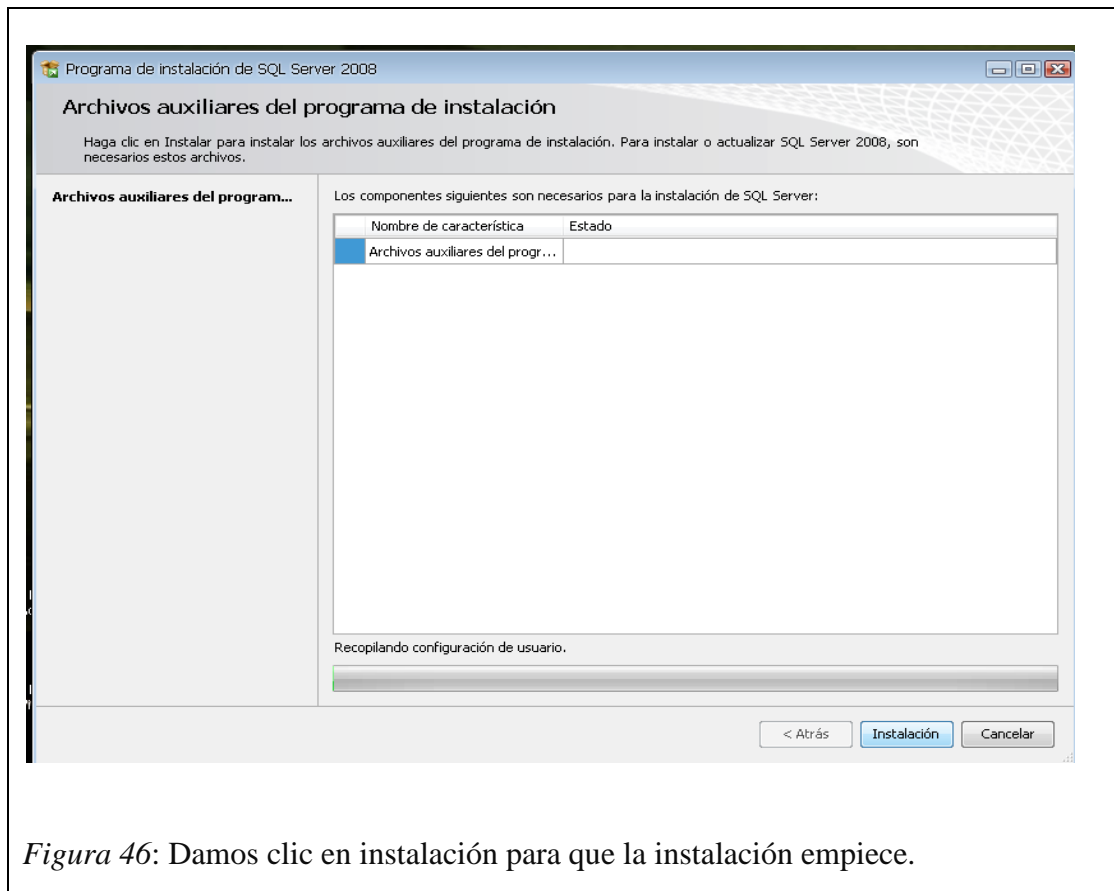 Programa de instalación de SQL Server 2008
Archivos auxiliares del programa de instalación
Haga clic en Instalar para instalar los archivos auxiliares del programa de instalación. Para instalar o actualizar SQL Server 2008, son
necesarios estos archivos.
Archivos auxiliares del program...
Los componentes siguientes son necesarios para la instalación de SQL Server:
Nombre de característica Estado
Archivos auxiliares del progr...
Recopilando configuración de usuario.
< Atrás Instalación Cancelar
Figura 46: Damos clic en instalación para que la instalación empiece.